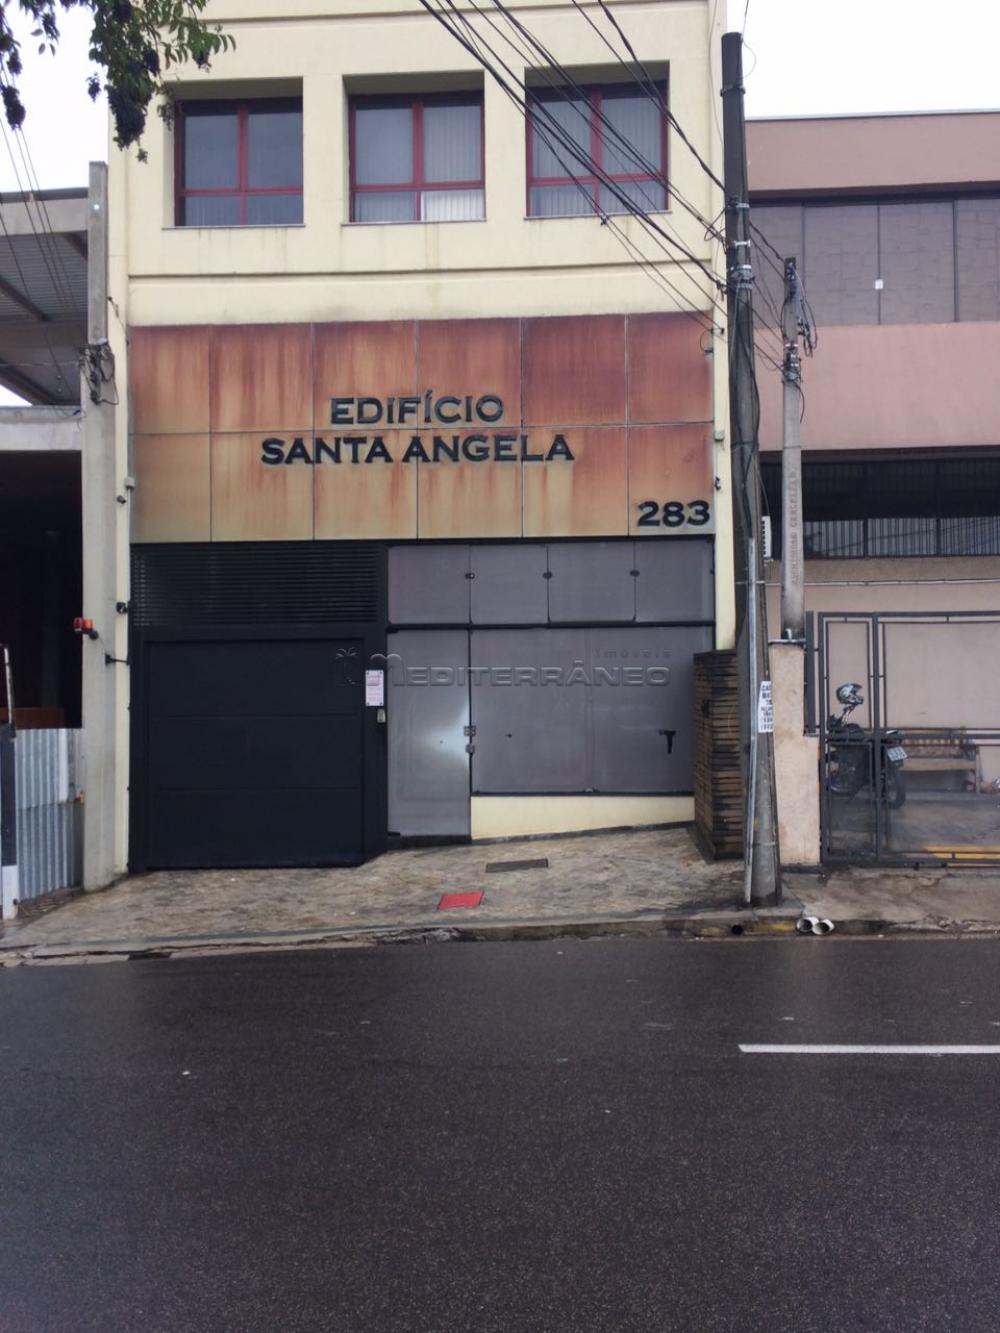 EDIFÍCIO
SANTA ANGELA
283
imóveis
MEDITERRÂNEO